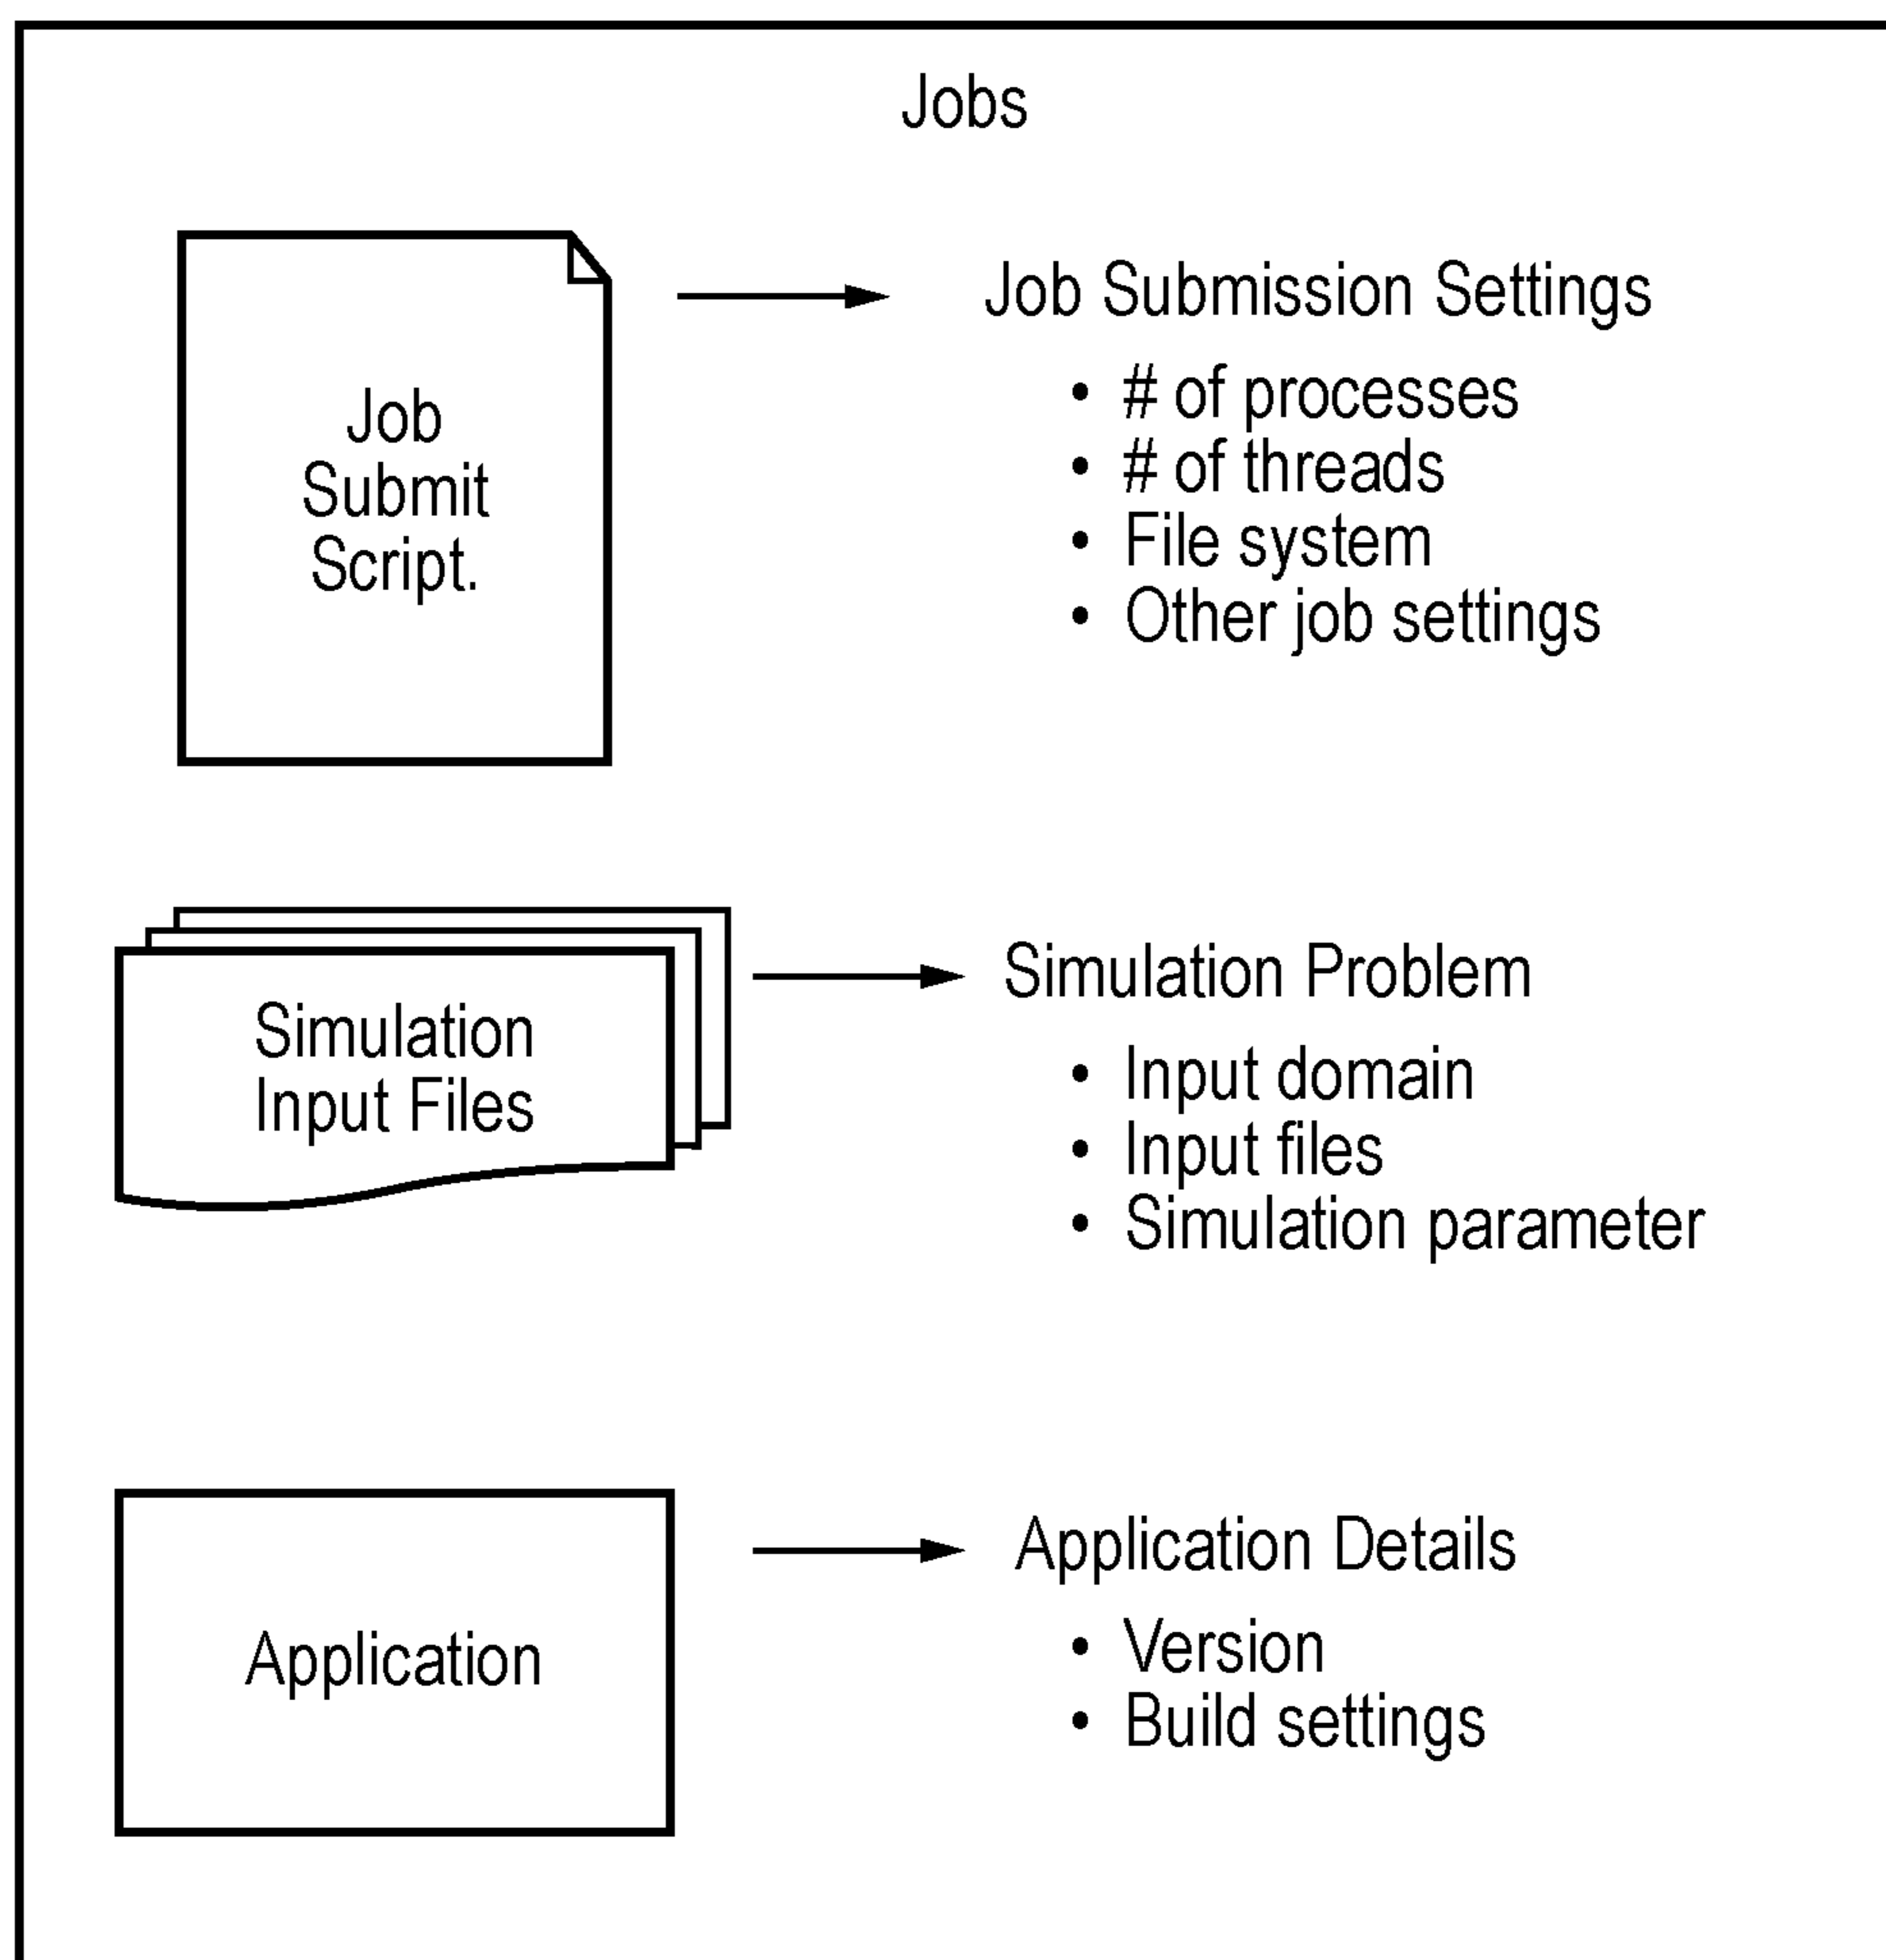 Jobs
Job
Submit
Script.
Job Submission Settings
• # of processes
• # of threads
• File system
• Other job settings
Simulation
Input Files
Simulation Problem
• Input domain
• Input files
• Simulation parameter
Application
Application Details
• Version
• Build settings